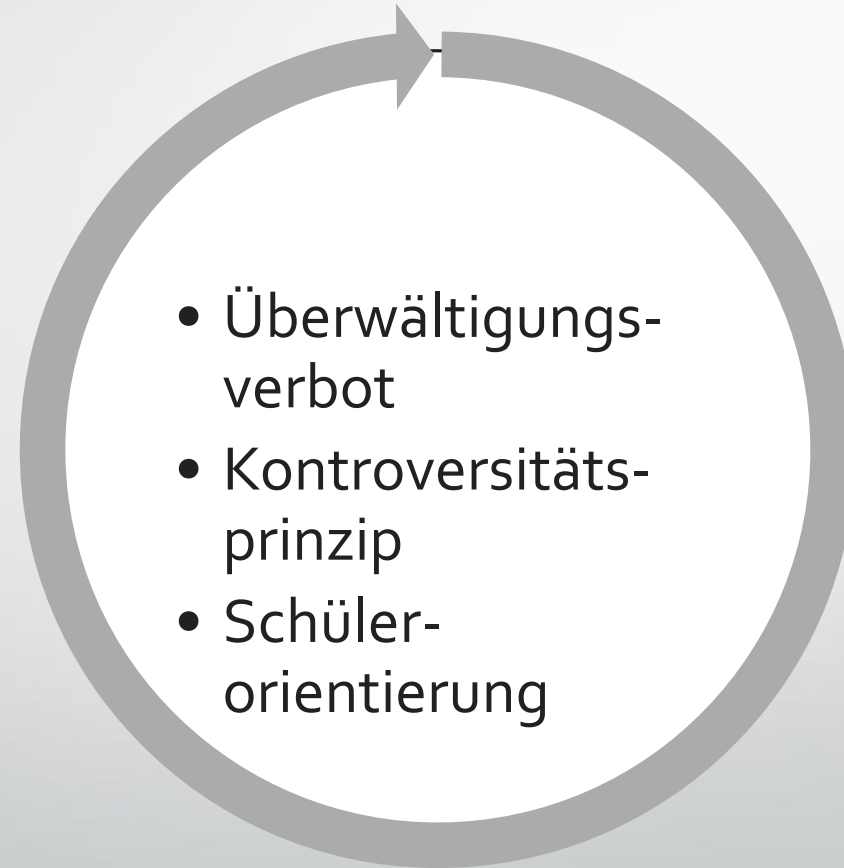 • Überwältigungs-
verbot
• Kontroversitäts-
prinzip
• Schüler-
orientierung